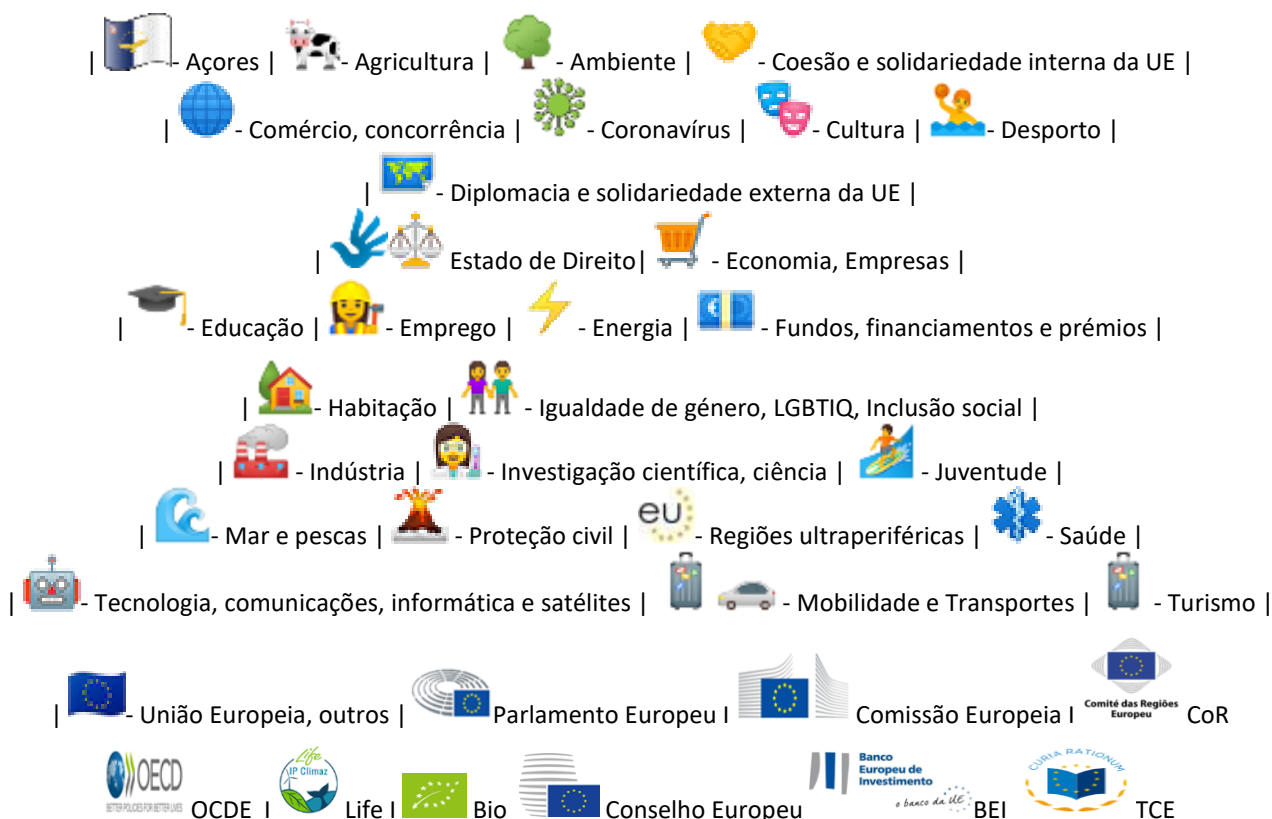 | - Açores | - Agricultura | - Ambiente | - Coesão e solidariedade interna da UE |
| - Comércio, concorrência | - Coronavírus | - Cultura | - Desporto |
| - Diplomacia e solidariedade externa da UE |
| Estado de Direito| - Economia, Empresas |
| - Educação | - Emprego | - Energia | - Fundos, financiamentos e prémios |
| - Habitação | - Igualdade de género, LGBTIQ, Inclusão social |
| - Indústria | - Investigação científica, ciência | - Juventude |
| - Mar e pescas | - Proteção civil | eu - Regiões ultraperiféricas | - Saúde |
| - Tecnologia, comunicações, informática e satélites | - Mobilidade e Transportes | - Turismo |
| - União Europeia, outros | Parlamento Europeu I Comissão Europeia I Comité das Regiões Europeu CoR
OECD BETTER POLICIES FOR BETTER LIVES OCDE I Life IP Climaz Life I Bio Conselho Europeu Banco Europeu de Investimento o banco da UE BEI CURIA RATIONUM TCE